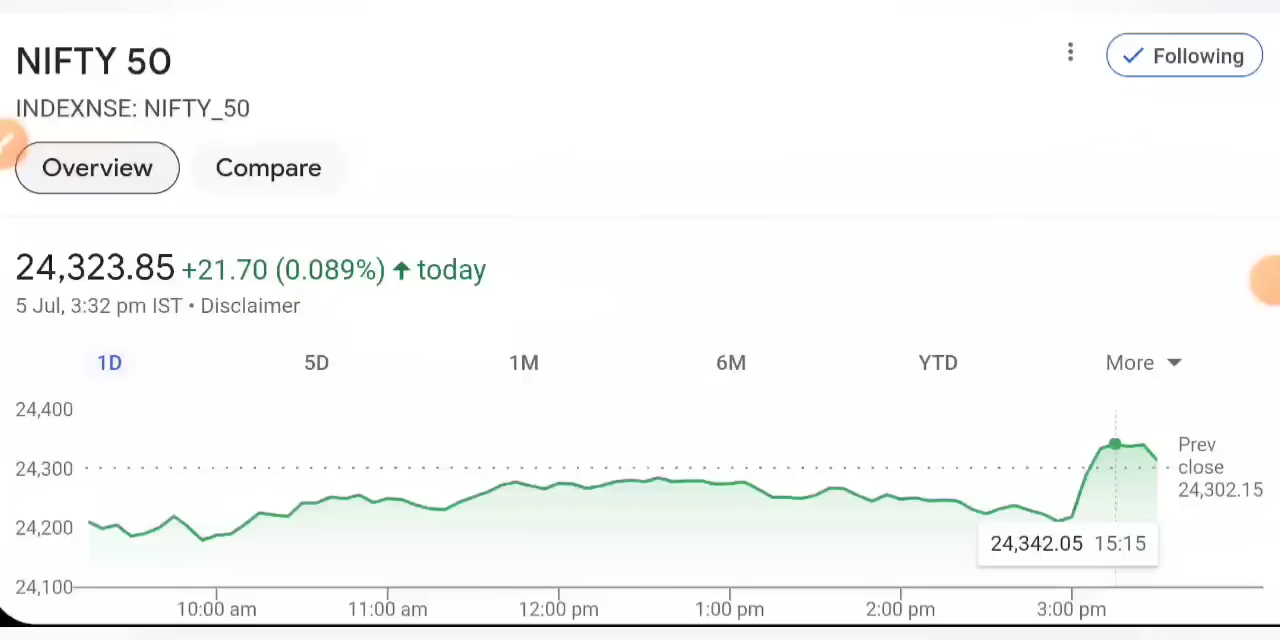 NIFTY 50
Following
INDEXNSE: NIFTY_50
Overview
Compare
24,323.85 +21.70 (0.089%) ↑ today
5 Jul, 3:32 pm IST • Disclaimer
1D
5D
1M
6M
YTD
More
24,400
24,300
24,200
24,100
Prev
close
24,302.15
24,342.05 15:15
10:00 am
11:00 am
12:00 pm
1:00 pm
2:00 pm
3:00 pm